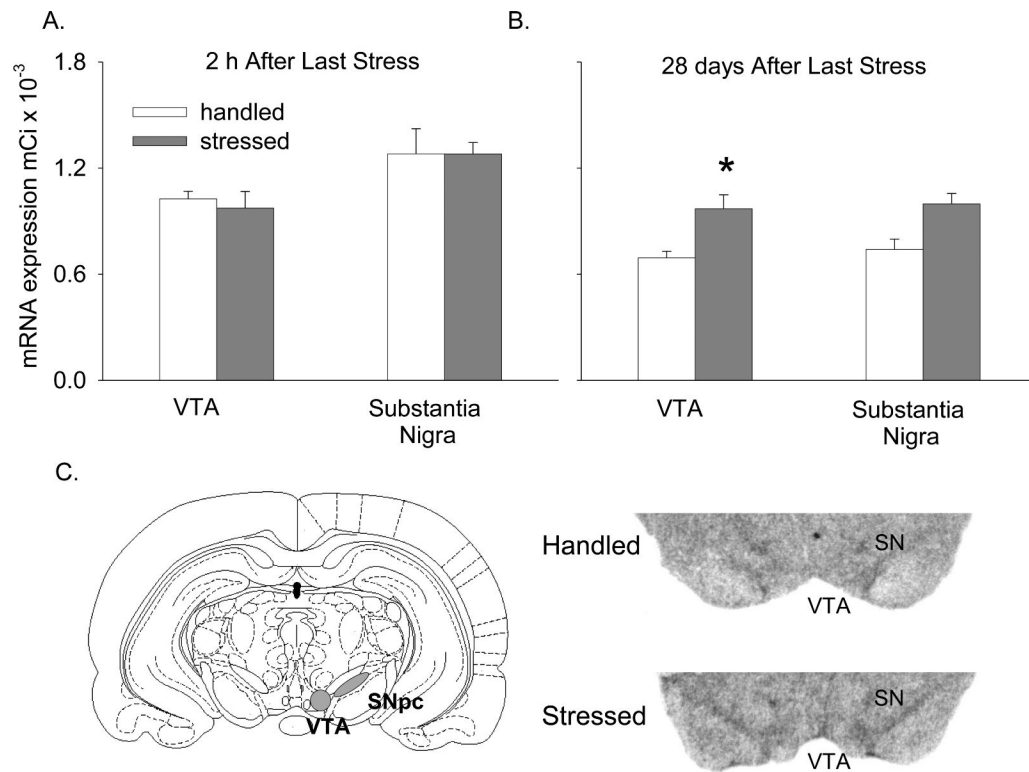 A.
B.
2 h After Last Stress
28 days After Last Stress
mRNA expression mCi x 10⁻³
1.8
1.2
0.6
0.0
handled
stressed
*
VTA
Substantia
Nigra
VTA
Substantia
Nigra
C.
SNpc
VTA
Handled
SN
VTA
Stressed
SN
VTA